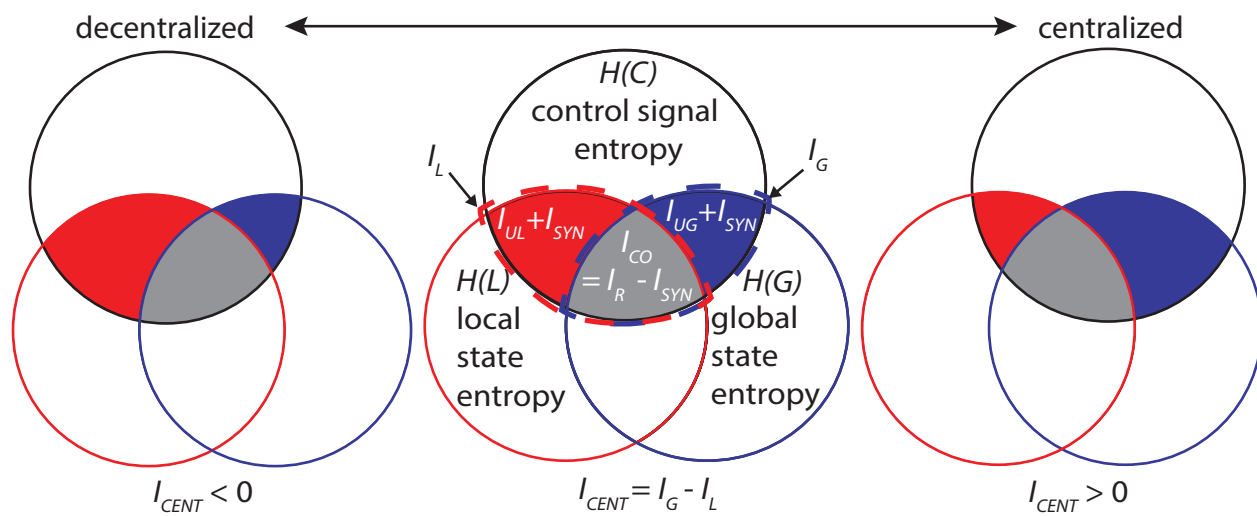 decentralized
centralized
H(C)
control signal
entropy
I_L
I_G
I_UL+I_SYN
I_UG+I_SYN
I_CO
= I_R - I_SYN
H(L)
local
state
entropy
H(G)
global
state
entropy
I_CENT < 0
I_CENT = I_G - I_L
I_CENT > 0